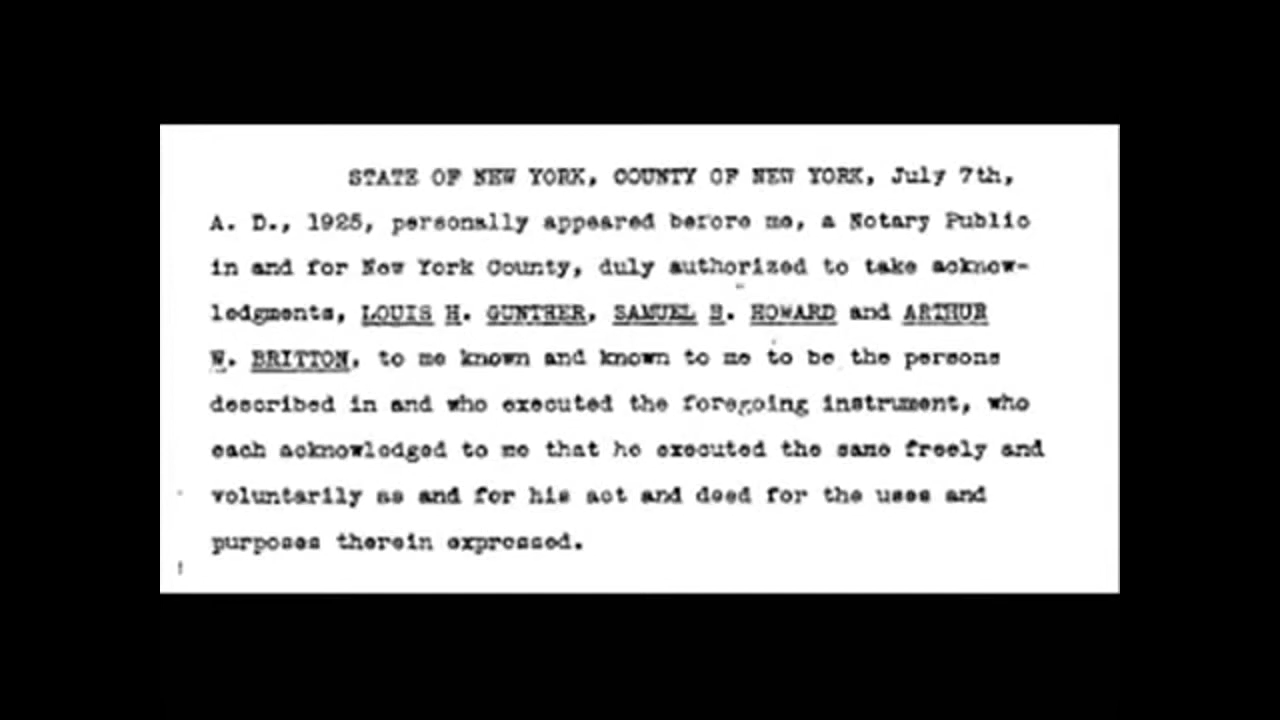 STATE OF NEW YORK, COUNTY OF NEW YORK, July 7th,
A. D., 1925, personally appeared before me, a Notary Public
in and for New York County, duly authorized to take acknow-
ledgments, LOUIS H. GUNTHER, SAMUEL B. HOWARD and ARTHUR
W. BRITTON, to me known and known to me to be the persons
described in and who executed the foregoing instrument, who
each acknowledged to me that he executed the same freely and
voluntarily as and for his act and deed for the uses and
purposes therein expressed.